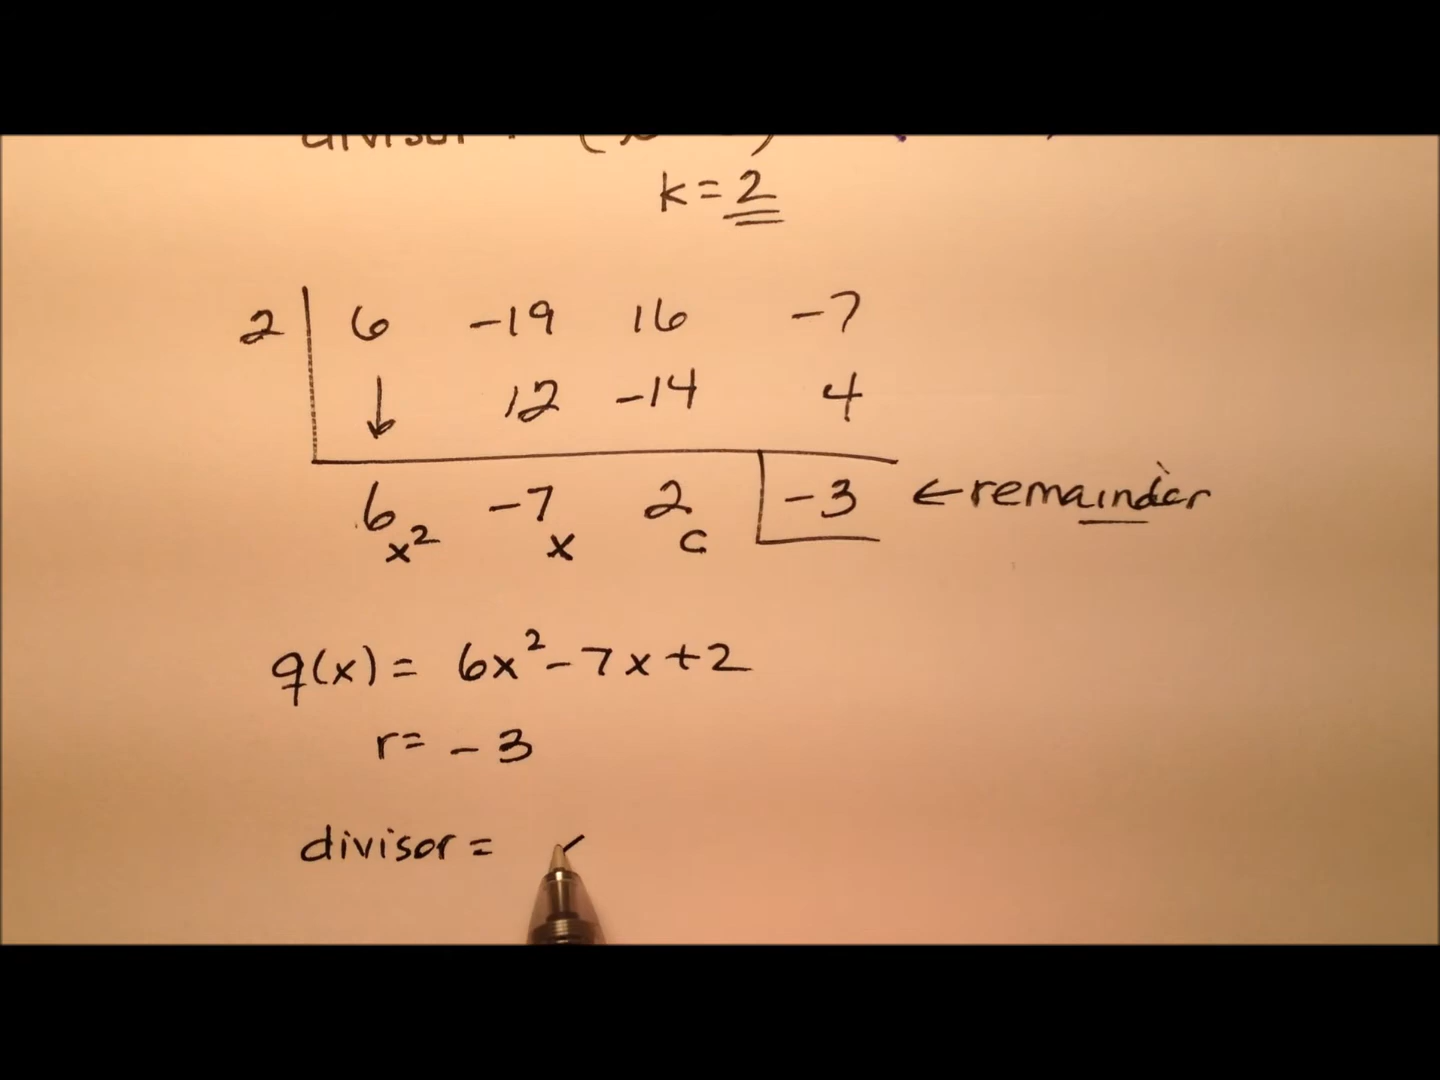 k = 2
2 6 -19 16 -7
↓ 12 -14 4
6 -7 2 -3 ← remainder
x² x c
q(x) = 6x² - 7x + 2
r = -3
divisor =